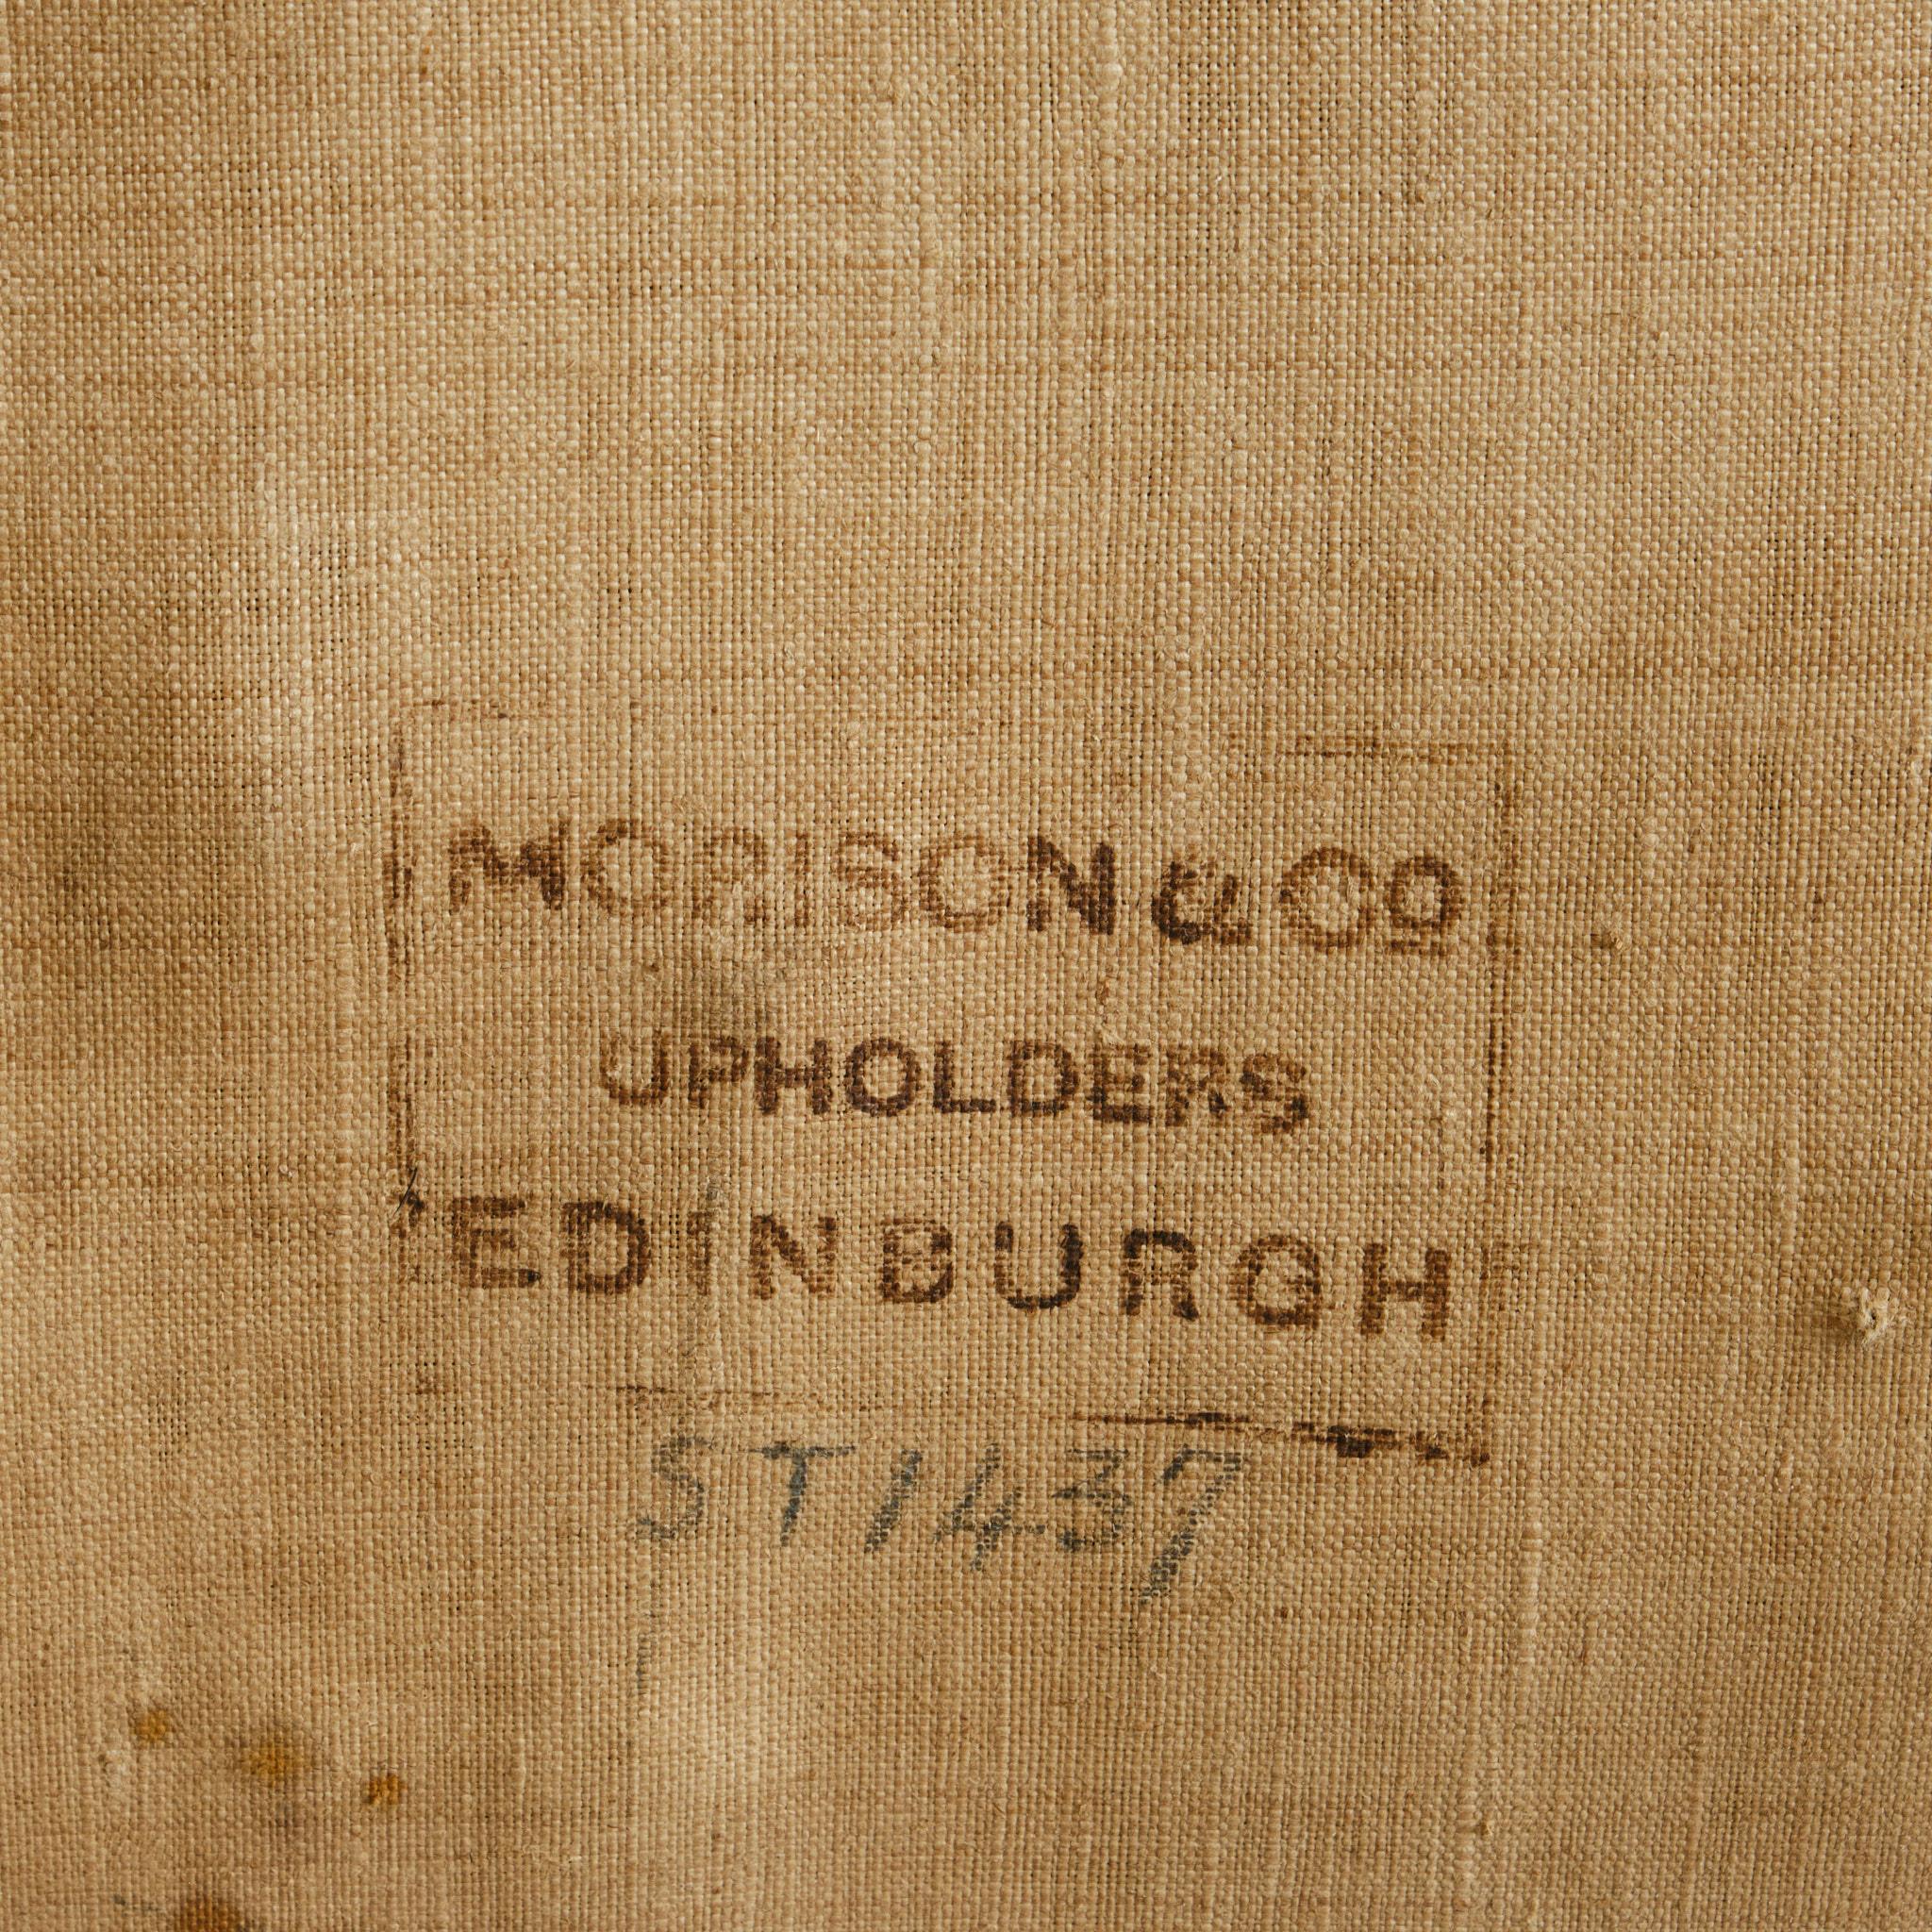 MORISON & Co
UPHOLDERS
EDINBURGH
ST1437